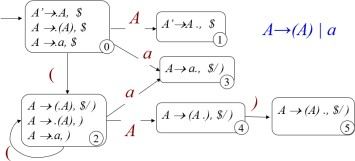 A'→.A, $
A →.(A), $
A →.a, $
0
A
A'→A ., $
1
A→(A) | a
a
A→ a., $/)
3
(
a
A → (.A), $/)
A → .(A), )
A →.a, )
2
A
A → (A .), $/)
4
)
A → (A) ., $/)
5
(